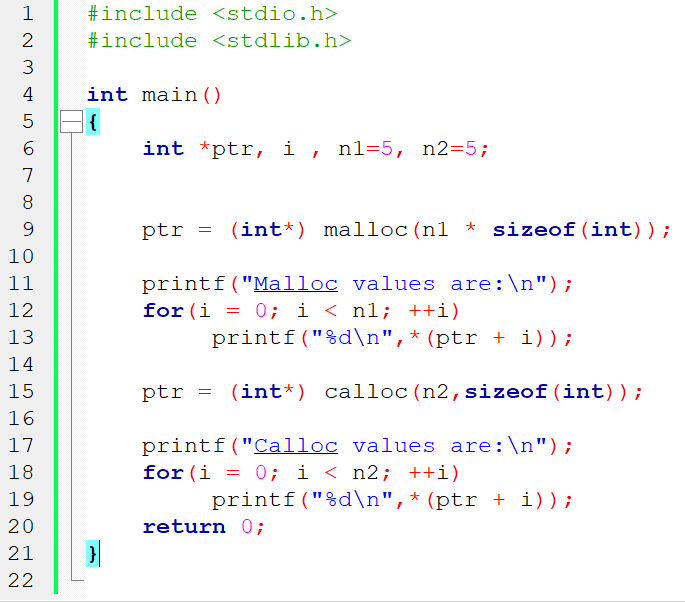 1 #include <stdio.h>
2 #include <stdlib.h>
3
4 int main()
5 {
6 int *ptr, i , n1=5, n2=5;
7
8
9 ptr = (int*) malloc(n1 * sizeof(int));
10
11 printf("Malloc values are:\n");
12 for(i = 0; i < n1; ++i)
13 printf("%d\n",*(ptr + i));
14
15 ptr = (int*) calloc(n2,sizeof(int));
16
17 printf("Calloc values are:\n");
18 for(i = 0; i < n2; ++i)
19 printf("%d\n",*(ptr + i));
20 return 0;
21 }
22